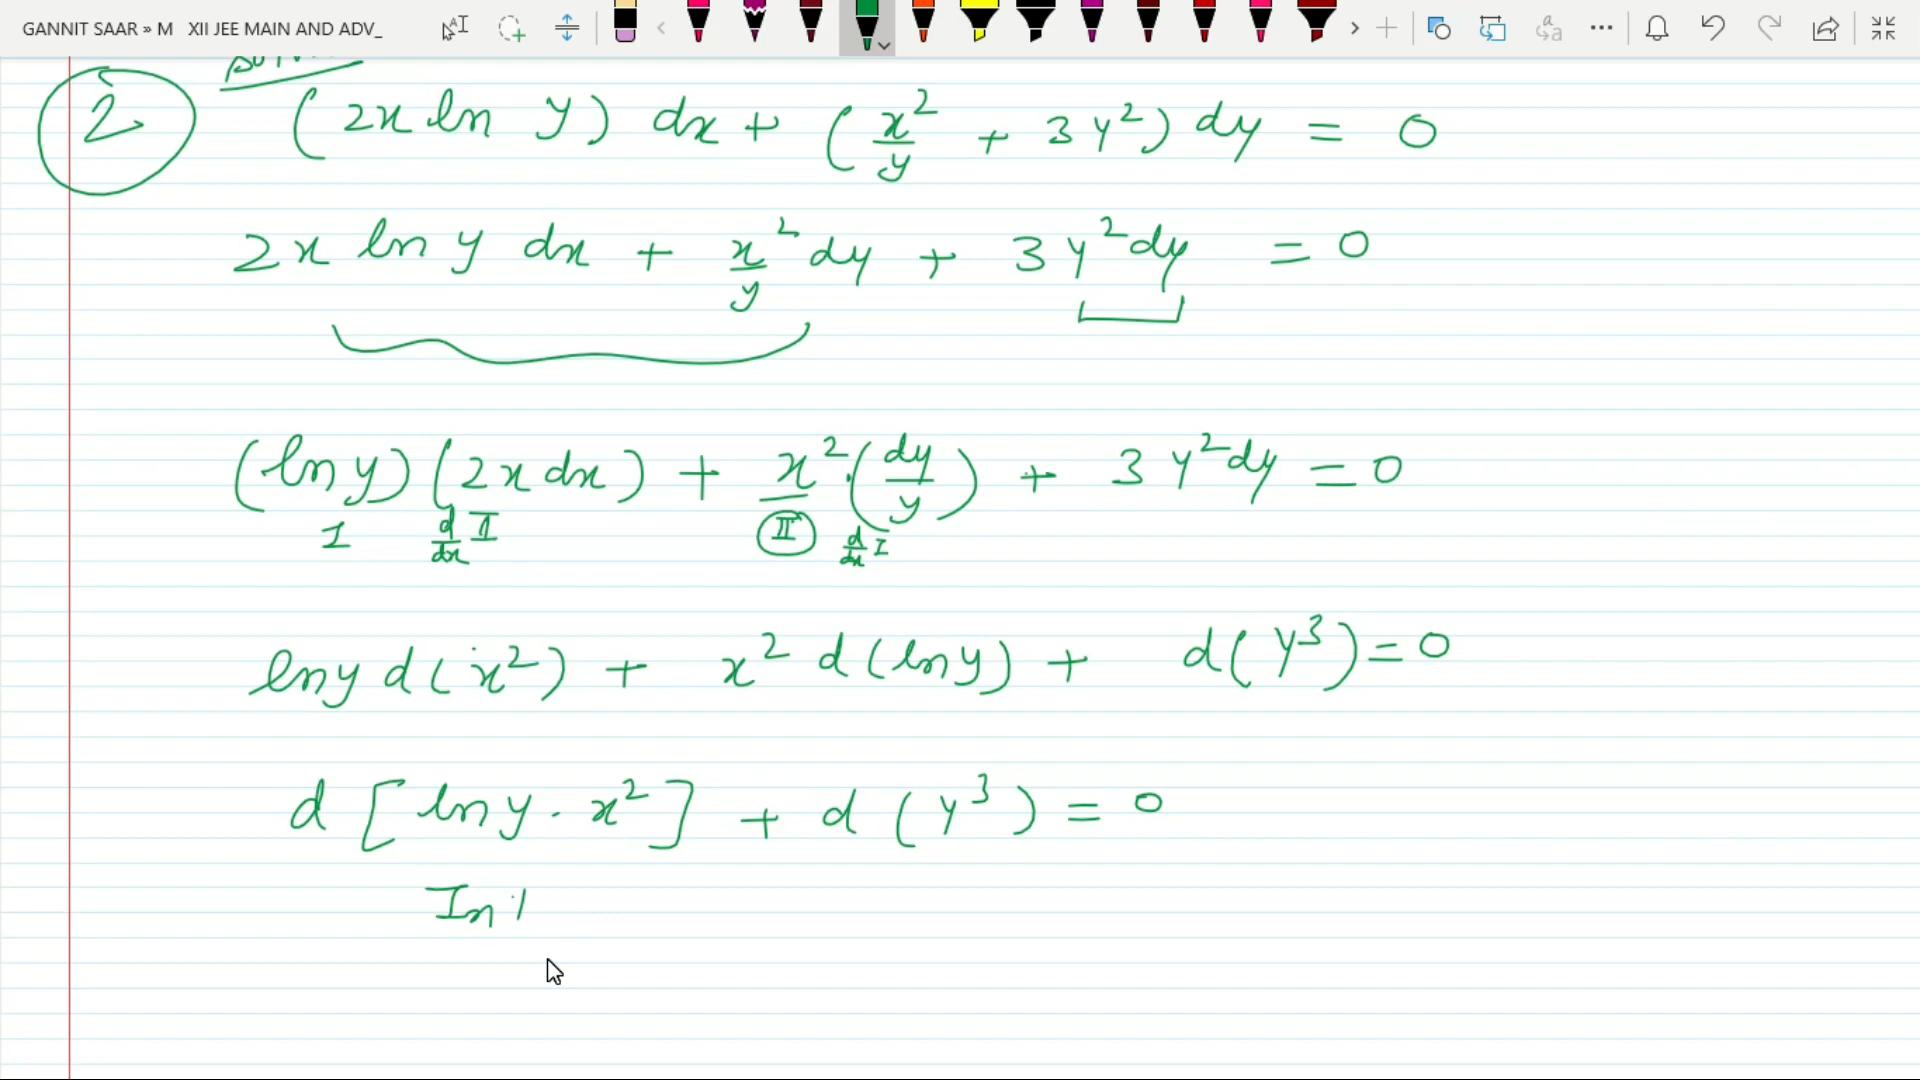 GANNIT SAAR » M XII JEE MAIN AND ADV_
2 (2x ln y) dx + (x²/y + 3y²) dy = 0
2x ln y dx + x²/y dy + 3y² dy = 0
(ln y)(2x dx) + x² · (dy/y) + 3y² dy = 0
I d/dx II II d/dx I
ln y d(x²) + x² d(ln y) + d(y³) = 0
d [ln y · x²] + d(y³) = 0
Int